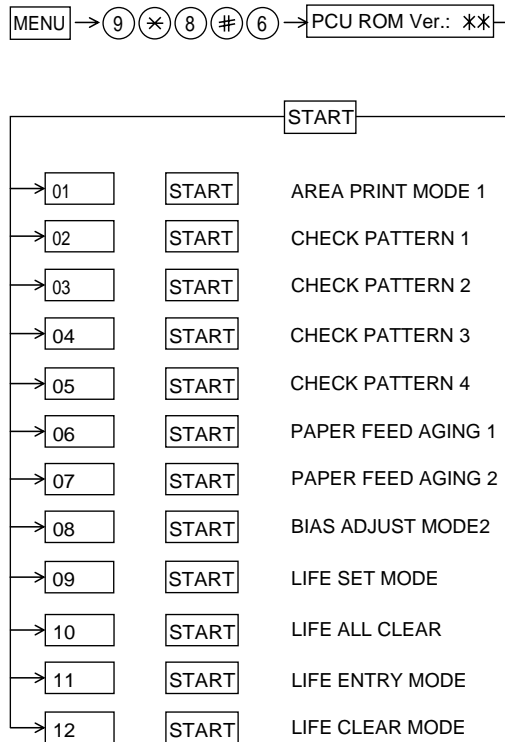 MENU 9 * 8 # 6 PCU ROM Ver.: **
START
01 START AREA PRINT MODE 1
02 START CHECK PATTERN 1
03 START CHECK PATTERN 2
04 START CHECK PATTERN 3
05 START CHECK PATTERN 4
06 START PAPER FEED AGING 1
07 START PAPER FEED AGING 2
08 START BIAS ADJUST MODE2
09 START LIFE SET MODE
10 START LIFE ALL CLEAR
11 START LIFE ENTRY MODE
12 START LIFE CLEAR MODE